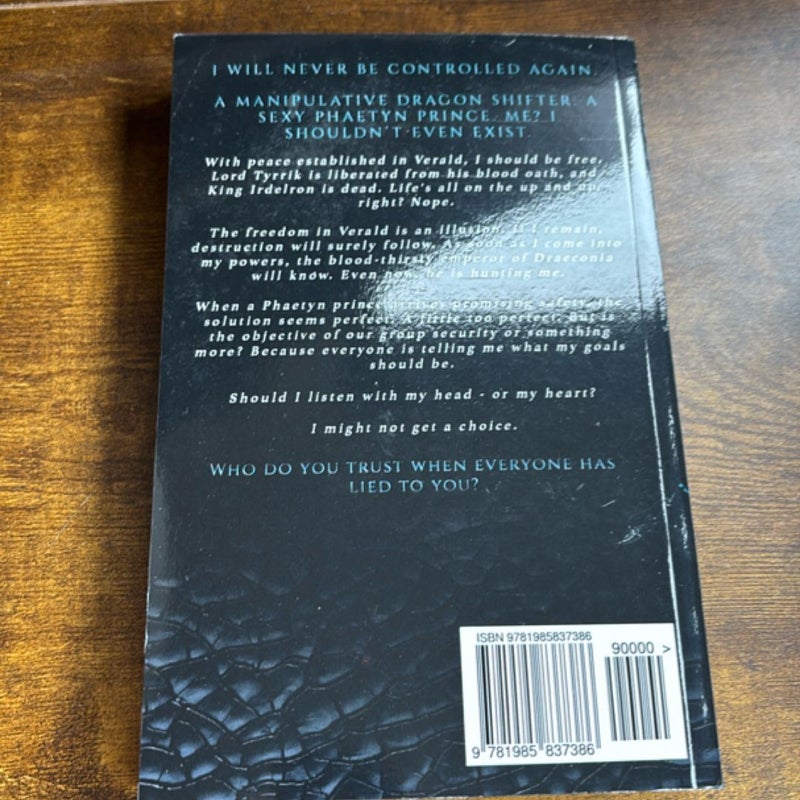 I WILL NEVER BE CONTROLLED AGAIN.
A MANIPULATIVE DRAGON SHIFTER. A
SEXY PHAETYN PRINCE. ME? I
SHOULDN'T EVEN EXIST.
With peace established in Verald, I should be free.
Lord Tyrrik is liberated from his blood oath, and
King Irdelron is dead. Life's all on the up and up,
right? Nope.
The freedom in Verald is an illusion. If I remain,
destruction will surely follow. As soon as I come into
my powers, the blood-thirsty emperor of Draeconia
will know. Even now, he is hunting me.
When a Phaetyn prince arrives promising safety, the
solution seems perfect. A little too perfect. But is
the objective of our group security or something
more? Because everyone is telling me what my goals
should be.
Should I listen with my head - or my heart?
I might not get a choice.
WHO DO YOU TRUST WHEN EVERYONE HAS
LIED TO YOU?
ISBN 9781985837386
90000 >
9 781985 837386